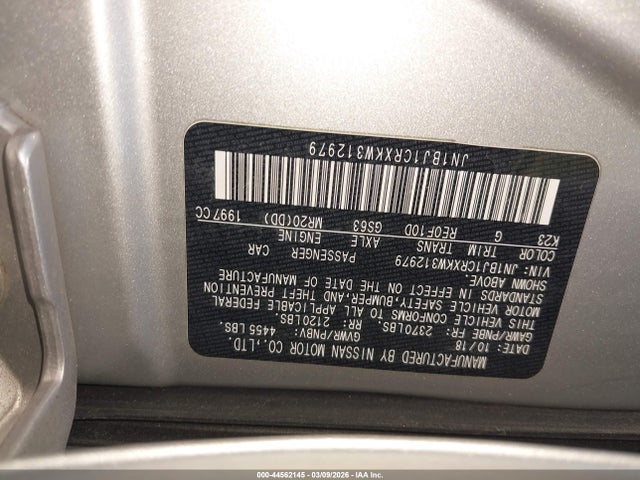 MANUFACTURED BY NISSAN MOTOR CO.,LTD.
DATE: 10/18 GVWR/PNBV: 4455 LBS.
GAWR/PNBE FR: 2370LBS. RR: 2120LBS.
THIS VEHICLE CONFORMS TO ALL APPLICABLE FEDERAL
MOTOR VEHICLE SAFETY,BUMPER,AND THEFT PREVENTION
STANDARDS IN EFFECT ON THE DATE OF MANUFACTURE
SHOWN ABOVE.
VIN: JN1BJ1CRXKW312979 PASSENGER CAR
COLOR TRIM TRANS AXLE ENGINE
K23 G RE0F10D GS63 MR20(DD) 1997CC
JN1BJ1CRXKW312979
000-44562145 - 03/09/2026 - IAA Inc.